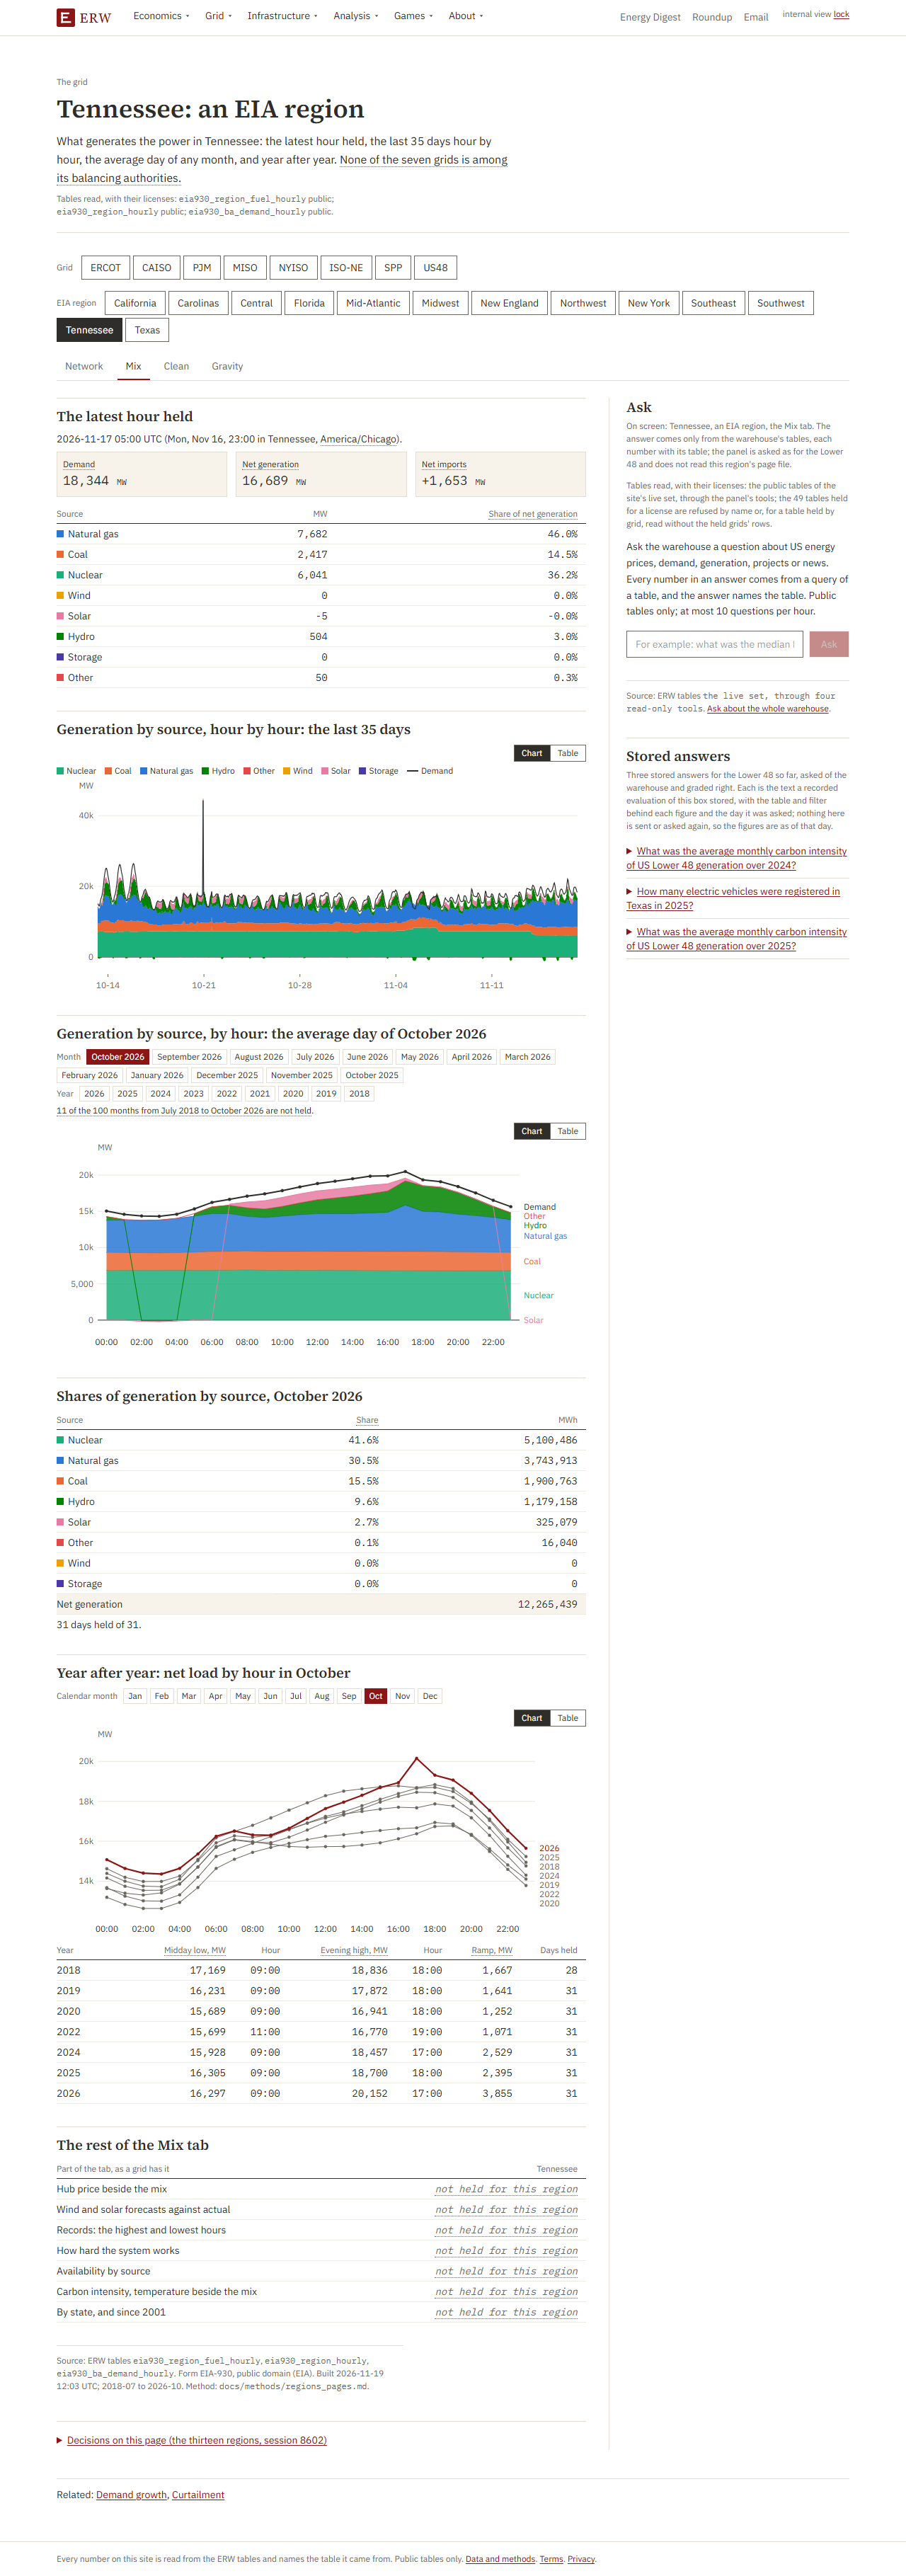 ERW Economics Grid Infrastructure Analysis Games About Energy Digest Roundup Email internal view lock
The grid
Tennessee: an EIA region
What generates the power in Tennessee: the latest hour held, the last 35 days hour by
hour, the average day of any month, and year after year. None of the seven grids is among
its balancing authorities.
Tables read, with their licenses: eia930_region_fuel_hourly public;
eia930_region_hourly public; eia930_ba_demand_hourly public.
Grid ERCOT CAISO PJM MISO NYISO ISO-NE SPP US48
EIA region California Carolinas Central Florida Mid-Atlantic Midwest New England Northwest New York Southeast Southwest
Tennessee Texas
Network Mix Clean Gravity
The latest hour held
2026-11-17 05:00 UTC (Mon, Nov 16, 23:00 in Tennessee, America/Chicago).
Demand
18,344 MW
Net generation
16,689 MW
Net imports
+1,653 MW
Source MW Share of net generation
Natural gas 7,682 46.0%
Coal 2,417 14.5%
Nuclear 6,041 36.2%
Wind 0 0.0%
Solar -5 -0.0%
Hydro 504 3.0%
Storage 0 0.0%
Other 50 0.3%
Generation by source, hour by hour: the last 35 days
Chart Table
Nuclear Coal Natural gas Hydro Other Wind Solar Storage Demand
MW
40k
20k
0
10-14 10-21 10-28 11-04 11-11
Generation by source, by hour: the average day of October 2026
Month October 2026 September 2026 August 2026 July 2026 June 2026 May 2026 April 2026 March 2026
February 2026 January 2026 December 2025 November 2025 October 2025
Year 2026 2025 2024 2023 2022 2021 2020 2019 2018
11 of the 100 months from July 2018 to October 2026 are not held.
Chart Table
MW
20k
15k
10k
5,000
0
Demand
Other
Hydro
Natural gas
Coal
Nuclear
Solar
00:00 02:00 04:00 06:00 08:00 10:00 12:00 14:00 16:00 18:00 20:00 22:00
Shares of generation by source, October 2026
Source Share MWh
Nuclear 41.6% 5,100,486
Natural gas 30.5% 3,743,913
Coal 15.5% 1,900,763
Hydro 9.6% 1,179,158
Solar 2.7% 325,079
Other 0.1% 16,040
Wind 0.0% 0
Storage 0.0% 0
Net generation 12,265,439
31 days held of 31.
Year after year: net load by hour in October
Calendar month Jan Feb Mar Apr May Jun Jul Aug Sep Oct Nov Dec
Chart Table
MW
20k
18k
16k
14k
2026
2025
2018
2024
2019
2022
2020
00:00 02:00 04:00 06:00 08:00 10:00 12:00 14:00 16:00 18:00 20:00 22:00
Year Midday low, MW Hour Evening high, MW Hour Ramp, MW Days held
2018 17,169 09:00 18,836 18:00 1,667 28
2019 16,231 09:00 17,872 18:00 1,641 31
2020 15,689 09:00 16,941 18:00 1,252 31
2022 15,699 11:00 16,770 19:00 1,071 31
2024 15,928 09:00 18,457 17:00 2,529 31
2025 16,305 09:00 18,700 18:00 2,395 31
2026 16,297 09:00 20,152 17:00 3,855 31
The rest of the Mix tab
Part of the tab, as a grid has it Tennessee
Hub price beside the mix not held for this region
Wind and solar forecasts against actual not held for this region
Records: the highest and lowest hours not held for this region
How hard the system works not held for this region
Availability by source not held for this region
Carbon intensity, temperature beside the mix not held for this region
By state, and since 2001 not held for this region
Source: ERW tables eia930_region_fuel_hourly, eia930_region_hourly,
eia930_ba_demand_hourly. Form EIA-930, public domain (EIA). Built 2026-11-19
12:03 UTC; 2018-07 to 2026-10. Method: docs/methods/regions_pages.md.
Decisions on this page (the thirteen regions, session 8602)
Ask
On screen: Tennessee, an EIA region, the Mix tab. The
answer comes only from the warehouse's tables, each
number with its table; the panel is asked as for the Lower
48 and does not read this region's page file.
Tables read, with their licenses: the public tables of the
site's live set, through the panel's tools; the 49 tables held
for a license are refused by name or, for a table held by
grid, read without the held grids' rows.
Ask the warehouse a question about US energy
prices, demand, generation, projects or news.
Every number in an answer comes from a query of
a table, and the answer names the table. Public
tables only; at most 10 questions per hour.
For example: what was the median l Ask
Source: ERW tables the live set, through four
read-only tools. Ask about the whole warehouse.
Stored answers
Three stored answers for the Lower 48 so far, asked of the
warehouse and graded right. Each is the text a recorded
evaluation of this box stored, with the table and filter
behind each figure and the day it was asked; nothing here
is sent or asked again, so the figures are as of that day.
What was the average monthly carbon intensity
of US Lower 48 generation over 2024?
How many electric vehicles were registered in
Texas in 2025?
What was the average monthly carbon intensity
of US Lower 48 generation over 2025?
Related: Demand growth, Curtailment
Every number on this site is read from the ERW tables and names the table it came from. Public tables only. Data and methods. Terms. Privacy.